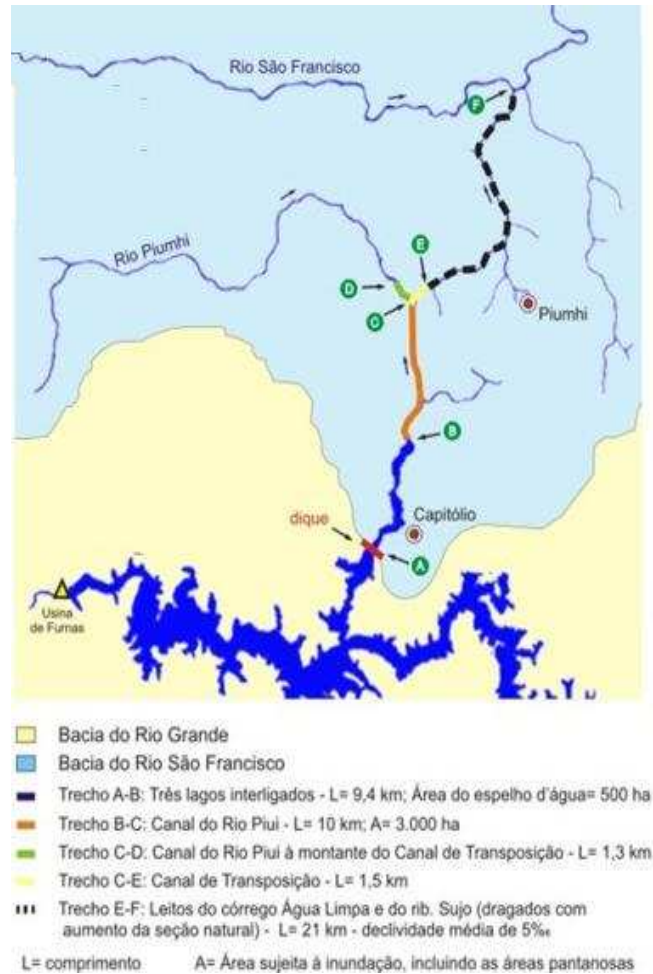 Rio São Francisco
F
Rio Piumhi
E
D
C
Piumhi
B
dique
Capitólio
A
Usina
de Furnas
Bacia do Rio Grande
Bacia do Rio São Francisco
Trecho A-B: Três lagos interligados - L= 9,4 km; Área do espelho d'água= 500 ha
Trecho B-C: Canal do Rio Piui - L= 10 km; A= 3.000 ha
Trecho C-D: Canal do Rio Piui à montante do Canal de Transposição - L= 1,3 km
Trecho C-E: Canal de Transposição - L= 1,5 km
Trecho E-F: Leitos do córrego Água Limpa e do rib. Sujo (dragados com
aumento da seção natural) - L= 21 km - declividade média de 5‰
L= comprimento A= Área sujeita à inundação, incluindo as áreas pantanosas